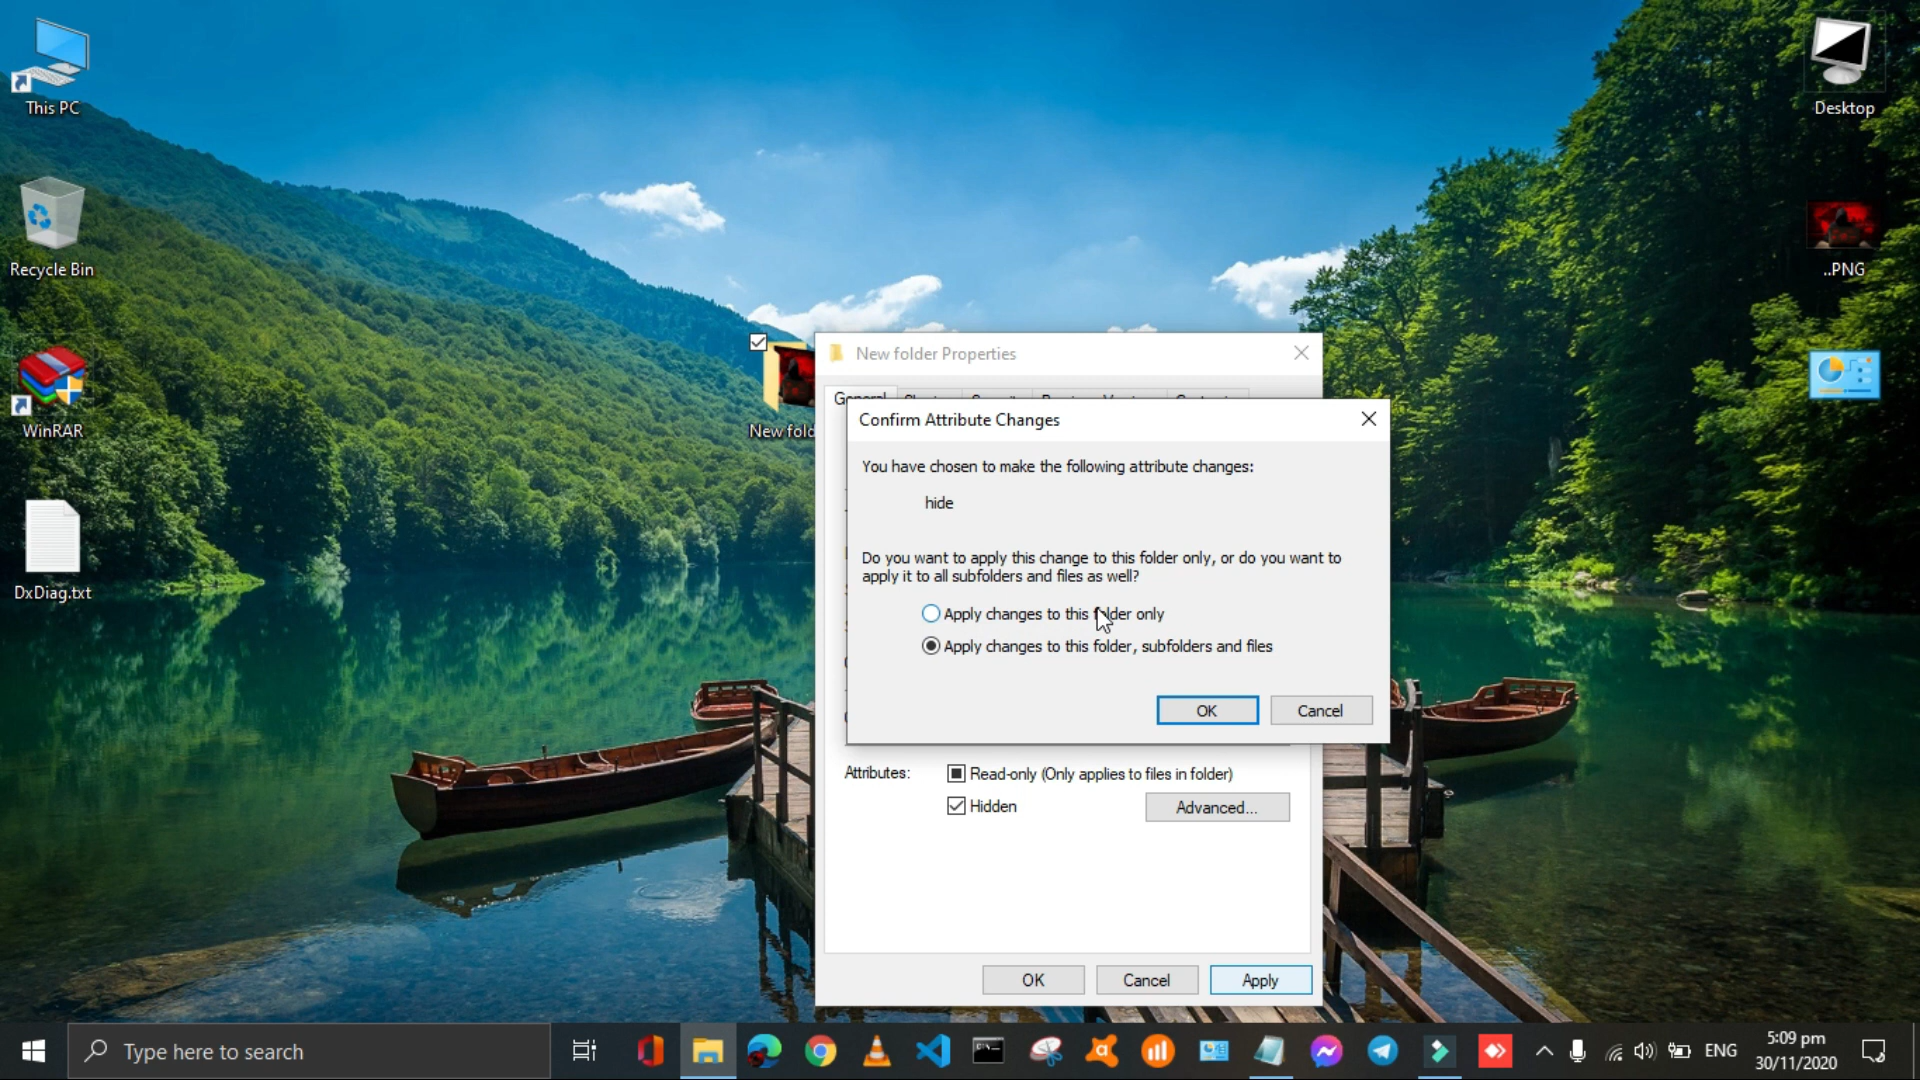 This PC
Recycle Bin
WinRAR
DxDiag.txt
Desktop
..PNG
New folder Properties
General
Confirm Attribute Changes
You have chosen to make the following attribute changes:
hide
Do you want to apply this change to this folder only, or do you want to
apply it to all subfolders and files as well?
Apply changes to this folder only
Apply changes to this folder, subfolders and files
OK
Cancel
Attributes:
Read-only (Only applies to files in folder)
Hidden
Advanced...
OK
Cancel
Apply
Type here to search
ENG
5:09 pm
30/11/2020